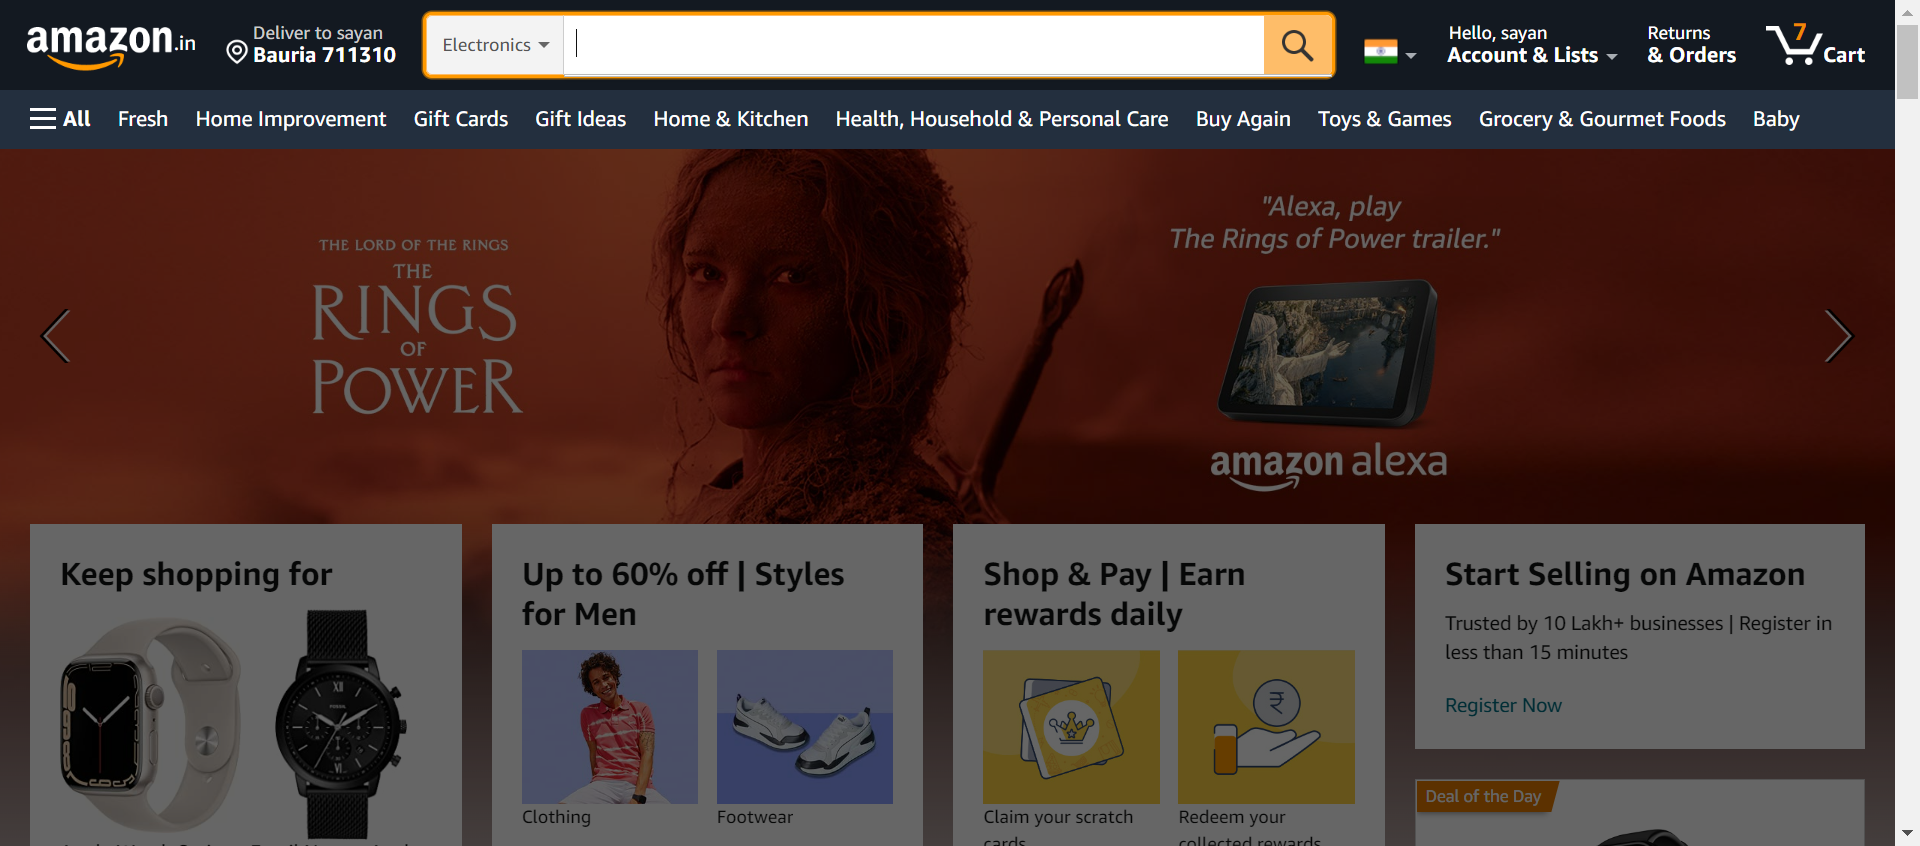 amazon.in
Deliver to sayan
Bauria 711310
Electronics
Hello, sayan
Account & Lists
Returns
& Orders
7
Cart
All
Fresh
Home Improvement
Gift Cards
Gift Ideas
Home & Kitchen
Health, Household & Personal Care
Buy Again
Toys & Games
Grocery & Gourmet Foods
Baby
THE LORD OF THE RINGS
THE
RINGS
OF
POWER
"Alexa, play
The Rings of Power trailer."
amazon alexa
Keep shopping for
Up to 60% off | Styles
for Men
Clothing
Footwear
Shop & Pay | Earn
rewards daily
₹
Claim your scratch
cards
Redeem your
collected rewards
Start Selling on Amazon
Trusted by 10 Lakh+ businesses | Register in
less than 15 minutes
Register Now
Deal of the Day